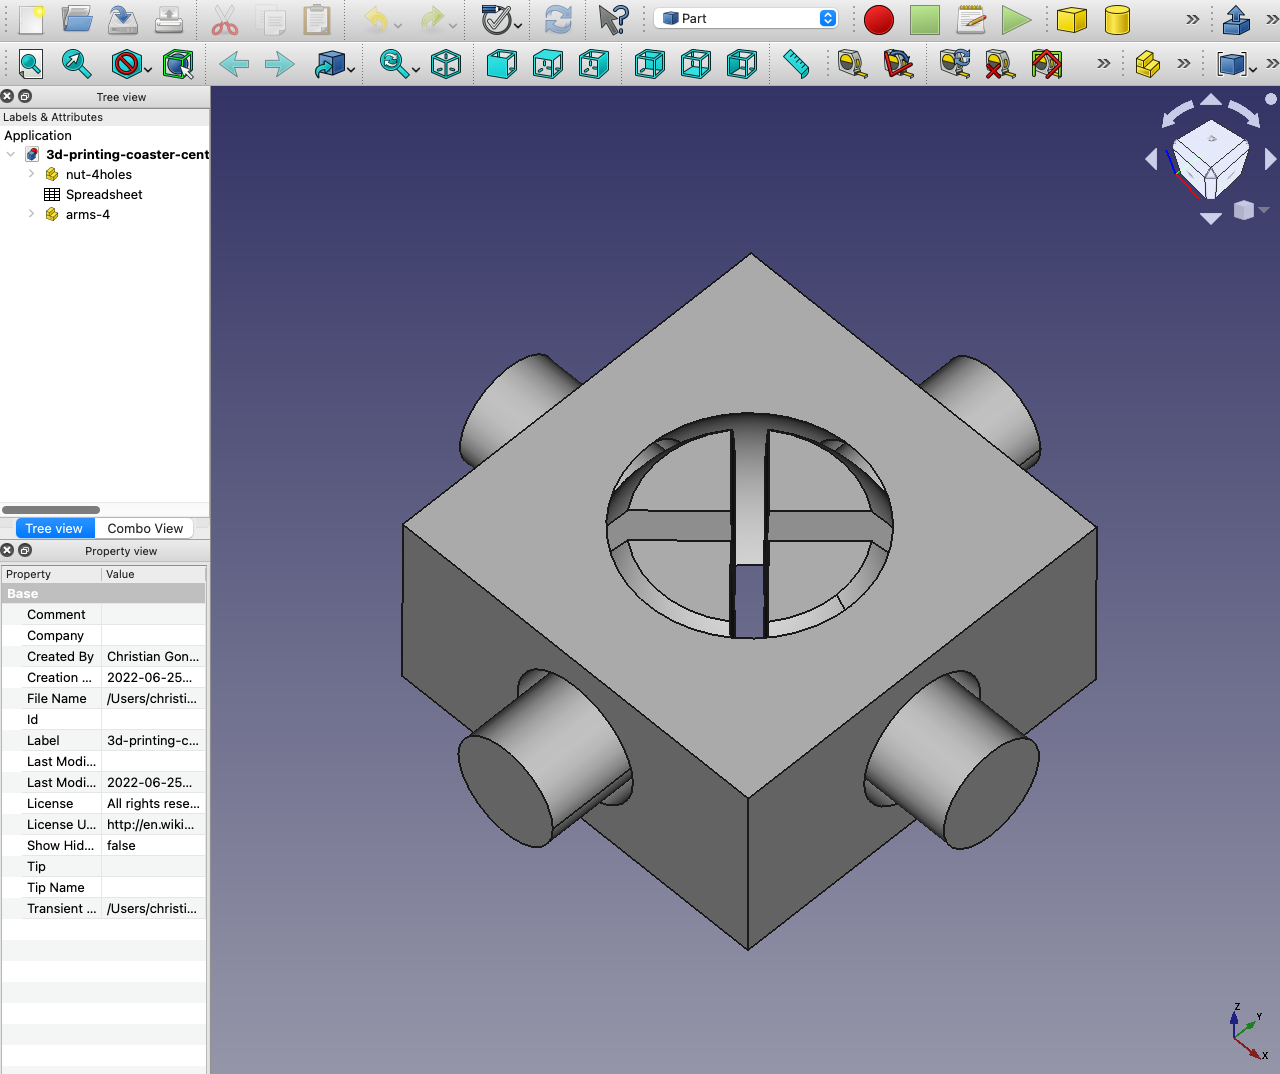 Part
Tree view
Labels & Attributes
Application
3d-printing-coaster-cent
nut-4holes
Spreadsheet
arms-4
Tree view
Combo View
Property view
Property Value
Base
Comment
Company
Created By Christian Gon...
Creation ... 2022-06-25...
File Name /Users/christi...
Id
Label 3d-printing-c...
Last Modi...
Last Modi... 2022-06-25...
License All rights rese...
License U... http://en.wiki...
Show Hid... false
Tip
Tip Name
Transient ... /Users/christi...
Z
Y
X